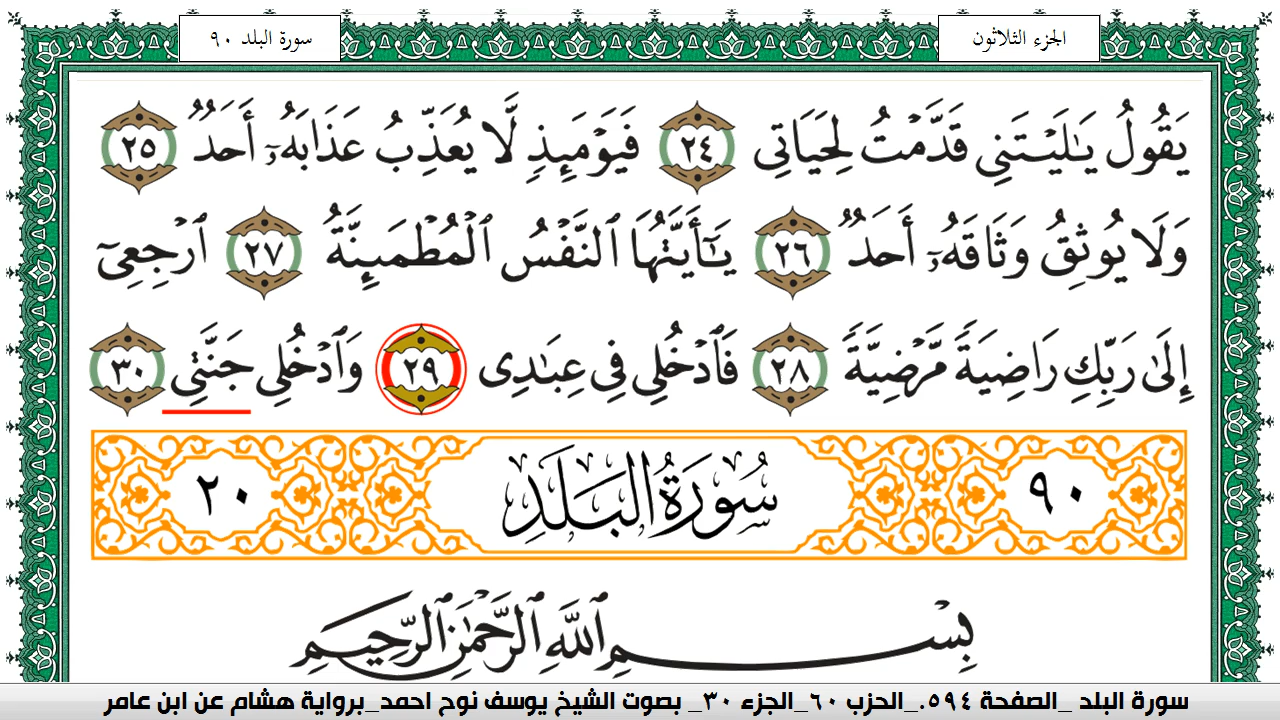 الجزء الثلاثون
سورة البلد ٩٠
يَقُولُ يَٰلَيۡتَنِي قَدَّمۡتُ لِحَيَاتِي ٢٤ فَيَوۡمَئِذٖ لَّا يُعَذِّبُ عَذَابَهُۥٓ أَحَدٞ ٢٥
وَلَا يُوثِقُ وَثَاقَهُۥٓ أَحَدٞ ٢٦ يَٰٓأَيَّتُهَا ٱلنَّفۡسُ ٱلۡمُطۡمَئِنَّةُ ٢٧ ٱرۡجِعِيٓ
إِلَىٰ رَبِّكِ رَاضِيَةٗ مَّرۡضِيَّةٗ ٢٨ فَٱدۡخُلِي فِي عِبَٰدِي ٢٩ وَٱدۡخُلِي جَنَّتِي ٣٠
٩٠ سُورَةُ البَلَدِ ٢٠
بِسۡمِ ٱللَّهِ ٱلرَّحۡمَٰنِ ٱلرَّحِيمِ
سورة البلد _الصفحة ٥٩٤._الحزب ٦٠_الجزء ٣٠_ بصوت الشيخ يوسف نوح احمد_برواية هشام عن ابن عامر